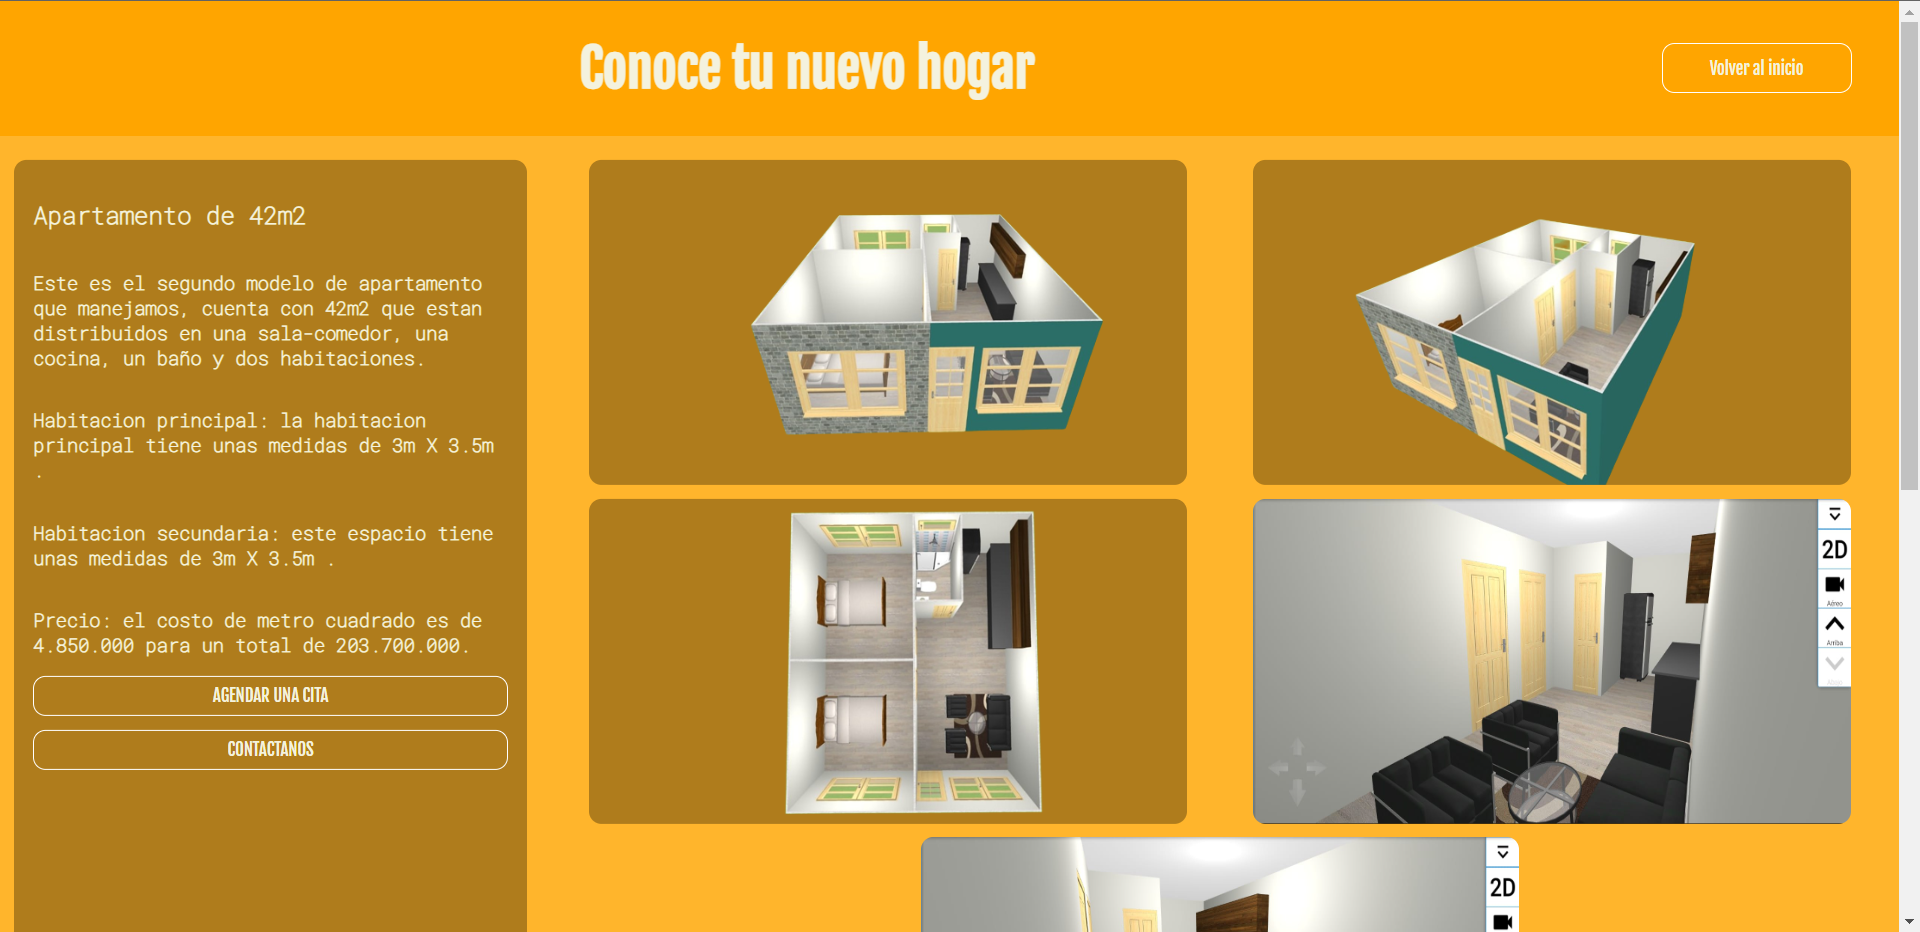 Conoce tu nuevo hogar
Volver al inicio
Apartamento de 42m2
Este es el segundo modelo de apartamento
que manejamos, cuenta con 42m2 que estan
distribuidos en una sala-comedor, una
cocina, un baño y dos habitaciones.
Habitacion principal: la habitacion
principal tiene unas medidas de 3m X 3.5m
.
Habitacion secundaria: este espacio tiene
unas medidas de 3m X 3.5m .
Precio: el costo de metro cuadrado es de
4.850.000 para un total de 203.700.000.
AGENDAR UNA CITA
CONTACTANOS
2D
Aéreo
Arriba
2D